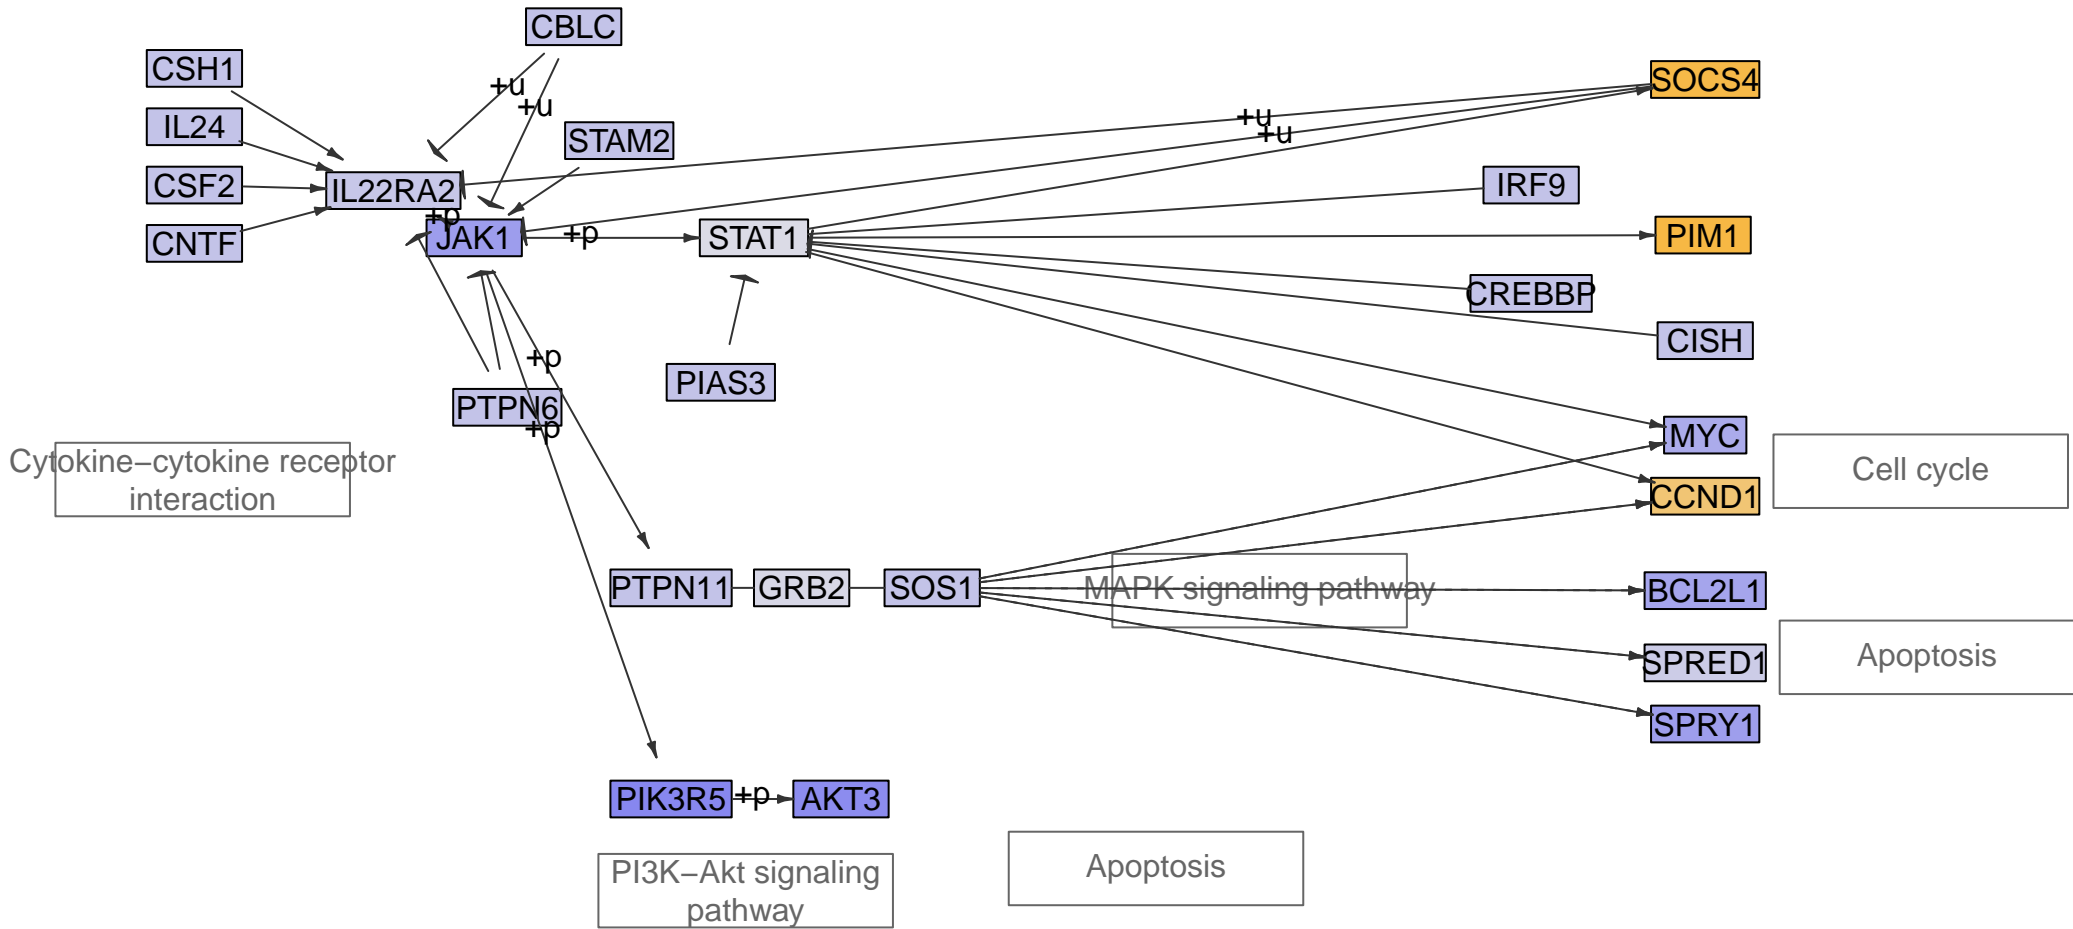 CBLC
CSH1
SOCS4
+u
+u
+u
+u
IL24
STAM2
CSF2
IL22RA2
IRF9
+p
CNTF
JAK1
+p
STAT1
PIM1
CREBBP
CISH
+p
PIAS3
PTPN6
+p
MYC
Cytokine−cytokine receptor
interaction
Cell cycle
CCND1
PTPN11
GRB2
SOS1
MAPK signaling pathway
BCL2L1
SPRED1
Apoptosis
SPRY1
PIK3R5
+p
AKT3
PI3K−Akt signaling
pathway
Apoptosis